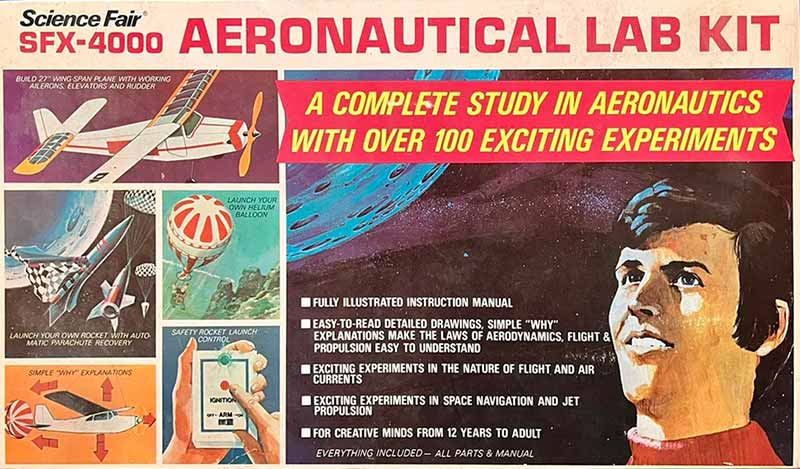 Science Fair®
SFX-4000 AERONAUTICAL LAB KIT
BUILD 27" WING SPAN PLANE WITH WORKING
AILERONS, ELEVATORS AND RUDDER
A COMPLETE STUDY IN AERONAUTICS
WITH OVER 100 EXCITING EXPERIMENTS
LAUNCH YOUR
OWN HELIUM
BALLOON
LAUNCH YOUR OWN ROCKET WITH AUTO-
MATIC PARACHUTE RECOVERY
SAFETY ROCKET LAUNCH
CONTROL
IGNITION
OFF - ARM - ON
SIMPLE "WHY" EXPLANATIONS
■ FULLY ILLUSTRATED INSTRUCTION MANUAL
■ EASY-TO-READ DETAILED DRAWINGS, SIMPLE "WHY"
EXPLANATIONS MAKE THE LAWS OF AERODYNAMICS, FLIGHT &
PROPULSION EASY TO UNDERSTAND
■ EXCITING EXPERIMENTS IN THE NATURE OF FLIGHT AND AIR
CURRENTS
■ EXCITING EXPERIMENTS IN SPACE NAVIGATION AND JET
PROPULSION
■ FOR CREATIVE MINDS FROM 12 YEARS TO ADULT
EVERYTHING INCLUDED — ALL PARTS & MANUAL